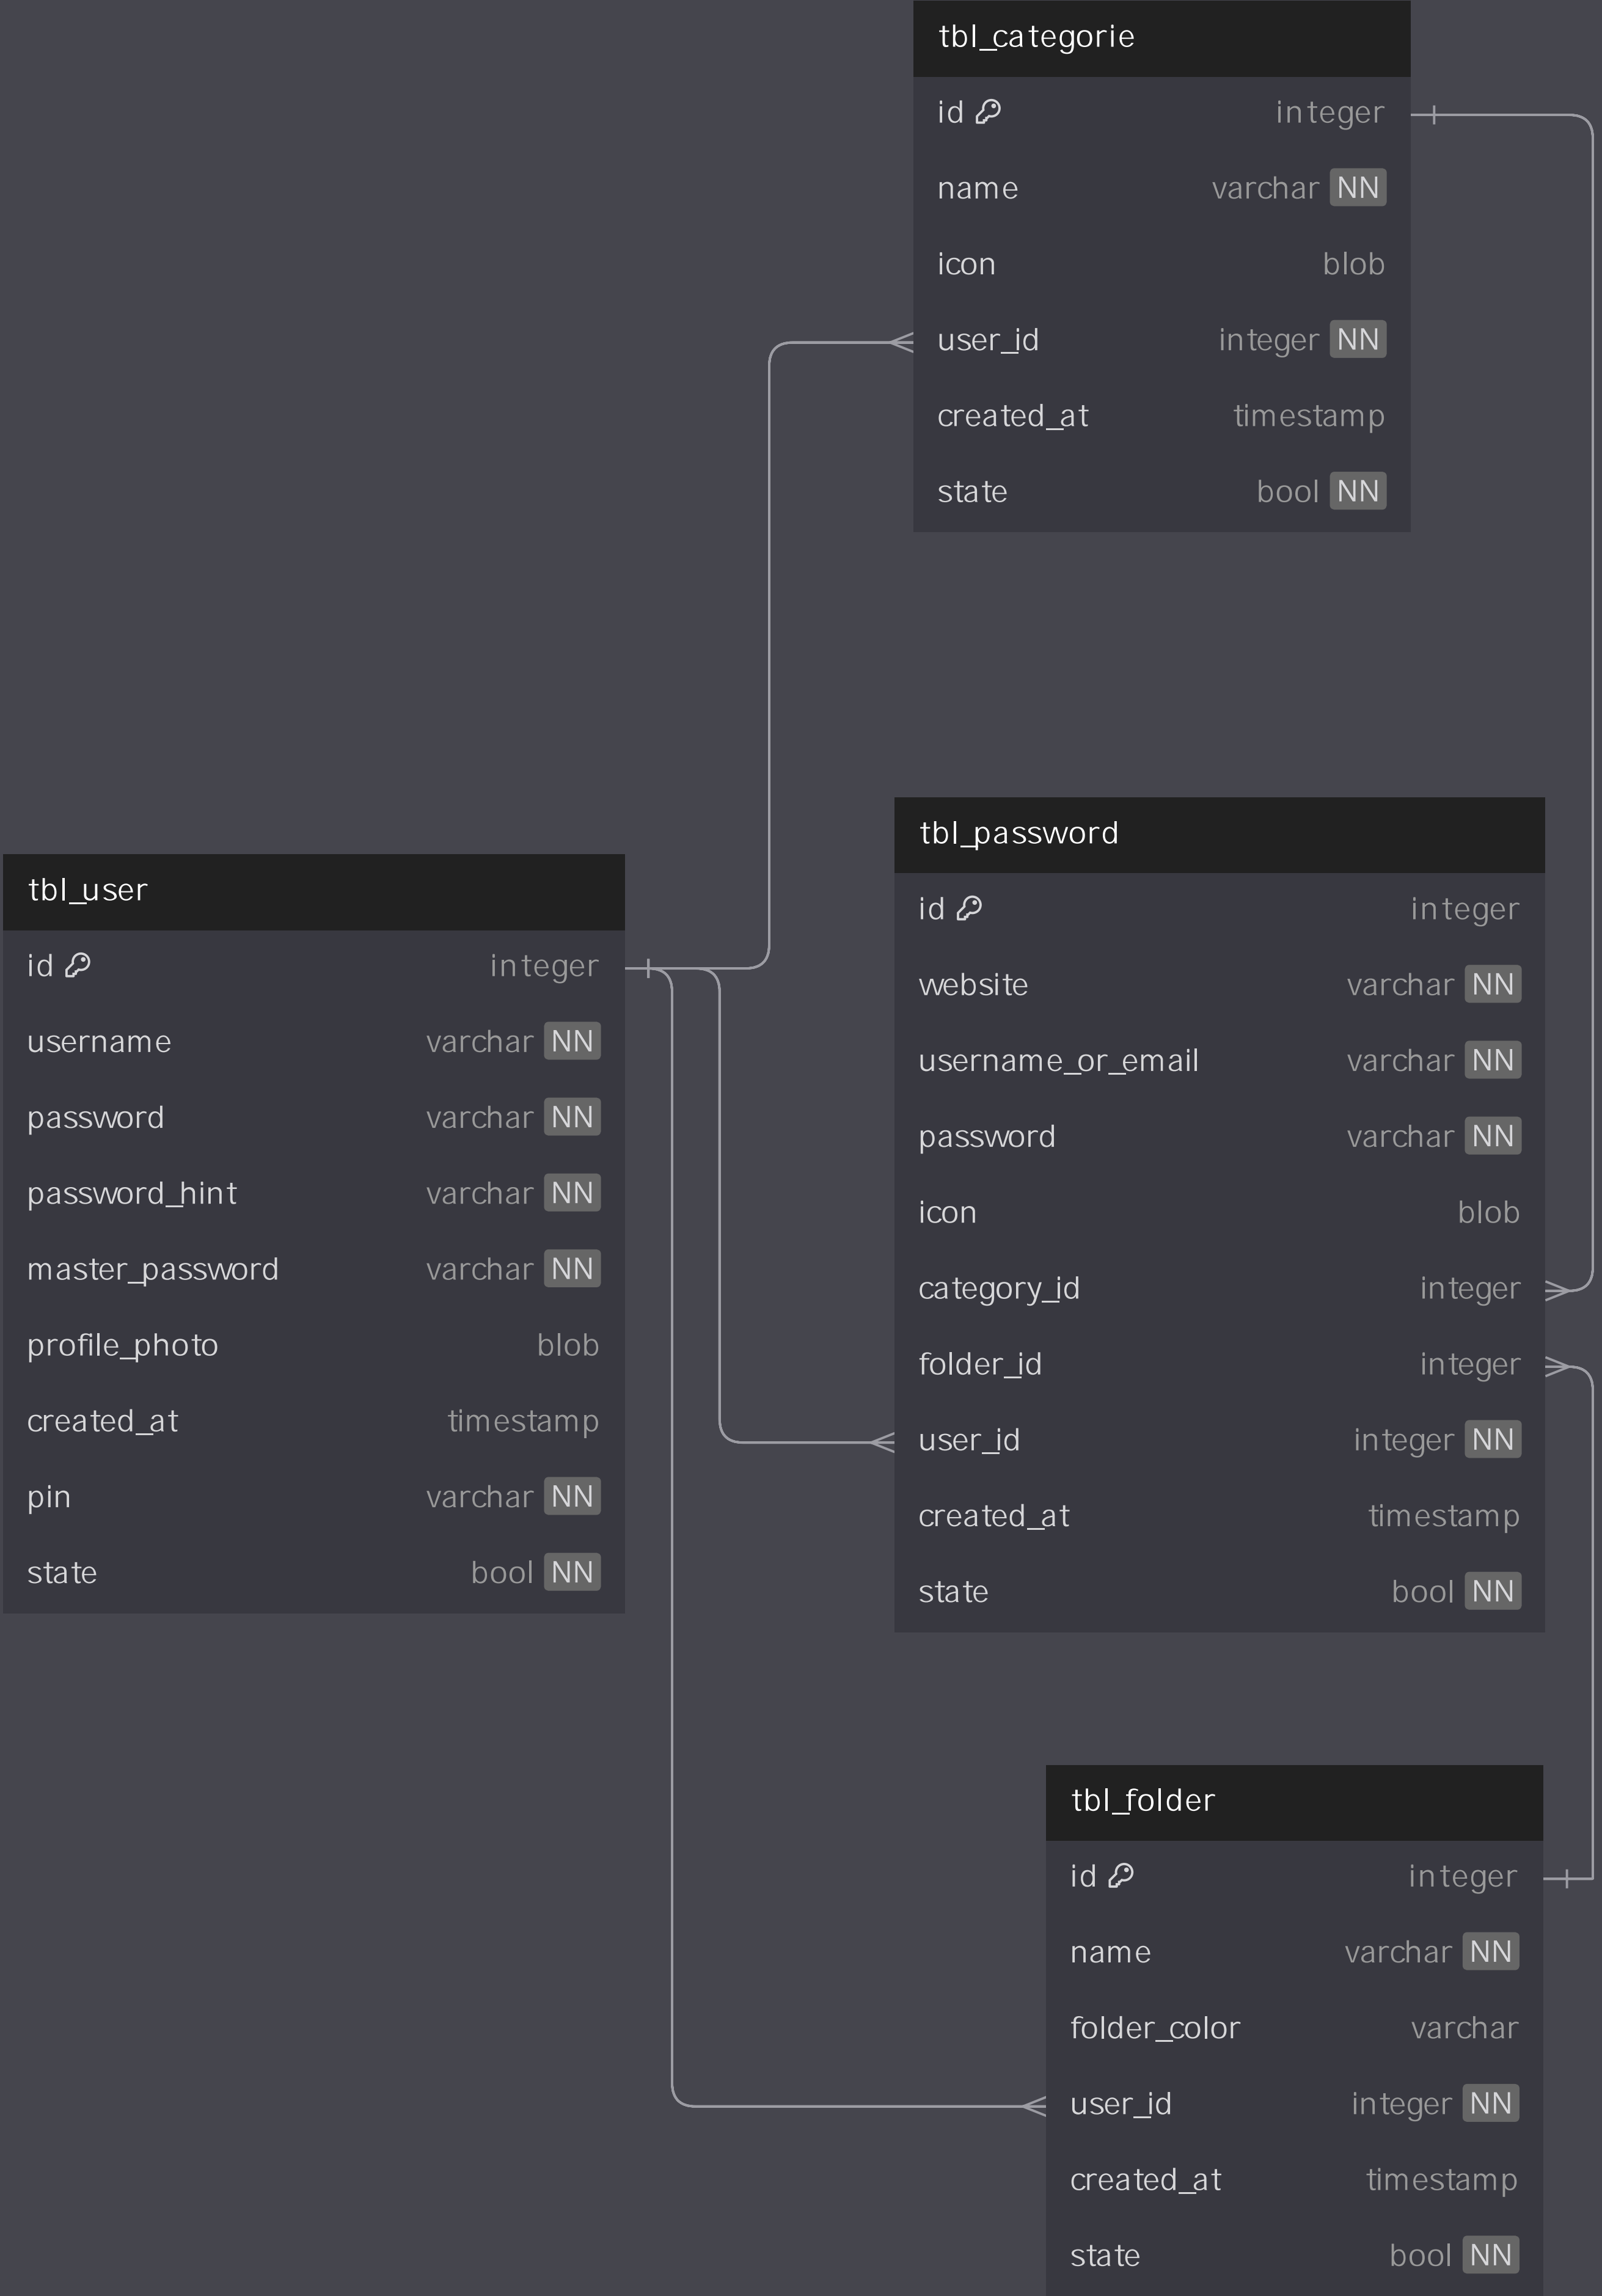 tbl_categorie
id integer
name varchar NN
icon blob
user_id integer NN
created_at timestamp
state bool NN
tbl_user
id integer
username varchar NN
password varchar NN
password_hint varchar NN
master_password varchar NN
profile_photo blob
created_at timestamp
pin varchar NN
state bool NN
tbl_password
id integer
website varchar NN
username_or_email varchar NN
password varchar NN
icon blob
category_id integer
folder_id integer
user_id integer NN
created_at timestamp
state bool NN
tbl_folder
id integer
name varchar NN
folder_color varchar
user_id integer NN
created_at timestamp
state bool NN